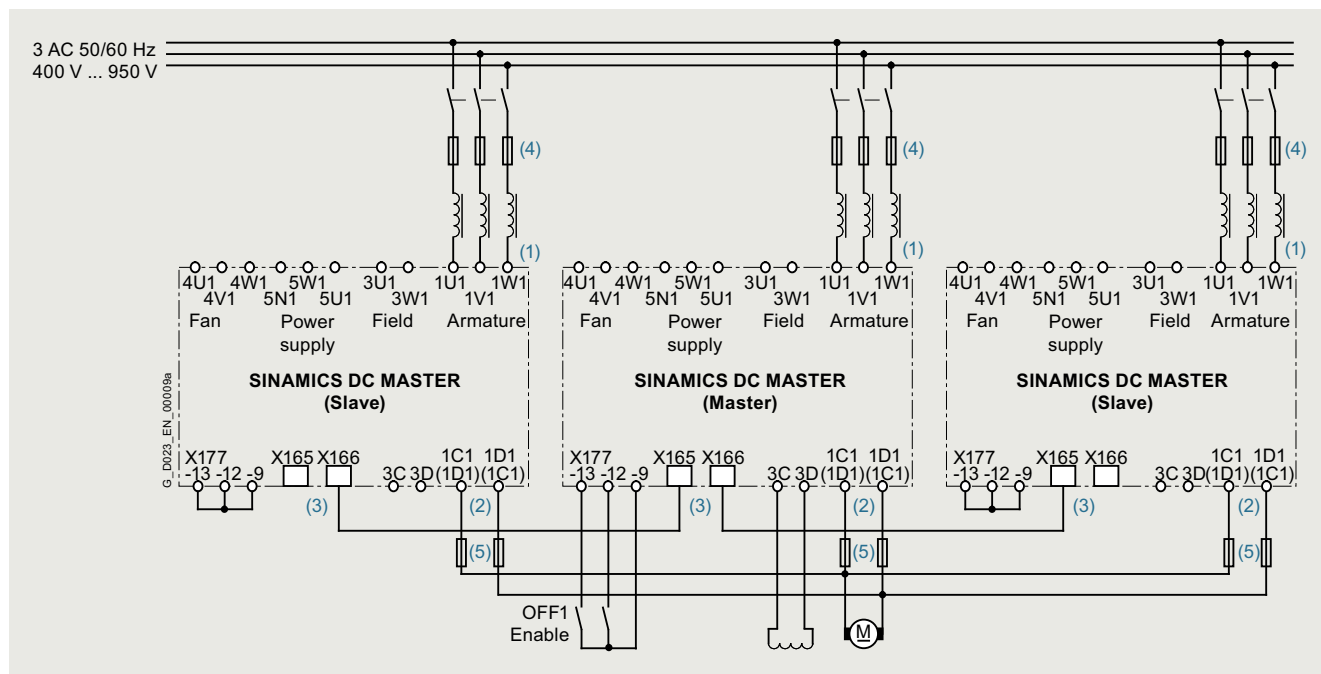 3 AC 50/60 Hz
400 V ... 950 V
(4) (4) (4)
(1) (1) (1)
4U1 4W1 5W1 3U1 1U1 1W1 4U1 4W1 5W1 3U1 1U1 1W1 4U1 4W1 5W1 3U1 1U1 1W1
4V1 5N1 5U1 3W1 1V1 4V1 5N1 5U1 3W1 1V1 4V1 5N1 5U1 3W1 1V1
Fan Power supply Field Armature Fan Power supply Field Armature Fan Power supply Field Armature
SINAMICS DC MASTER
(Slave)
SINAMICS DC MASTER
(Master)
SINAMICS DC MASTER
(Slave)
G_D023_EN_00009a
X177 X165 X166 1C1 1D1 X177 X165 X166 1C1 1D1 X177 X165 X166 1C1 1D1
-13 -12 -9 3C 3D (1D1) (1C1) -13 -12 -9 3C 3D (1D1) (1C1) -13 -12 -9 3C 3D (1D1) (1C1)
(3) (2) (3) (2) (3) (2)
(5) (5) (5)
OFF1
Enable
M